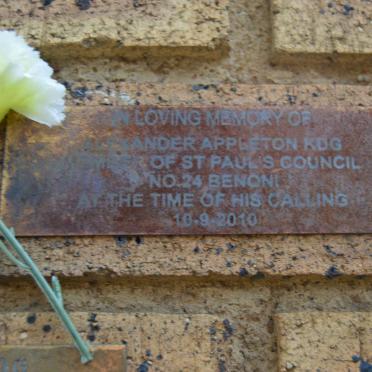 IN LOVING MEMORY OF
ALEXANDER APPLETON KDG
MEMBER OF ST PAUL'S COUNCIL
NO.24 BENONI
AT THE TIME OF HIS CALLING
10-9-2010